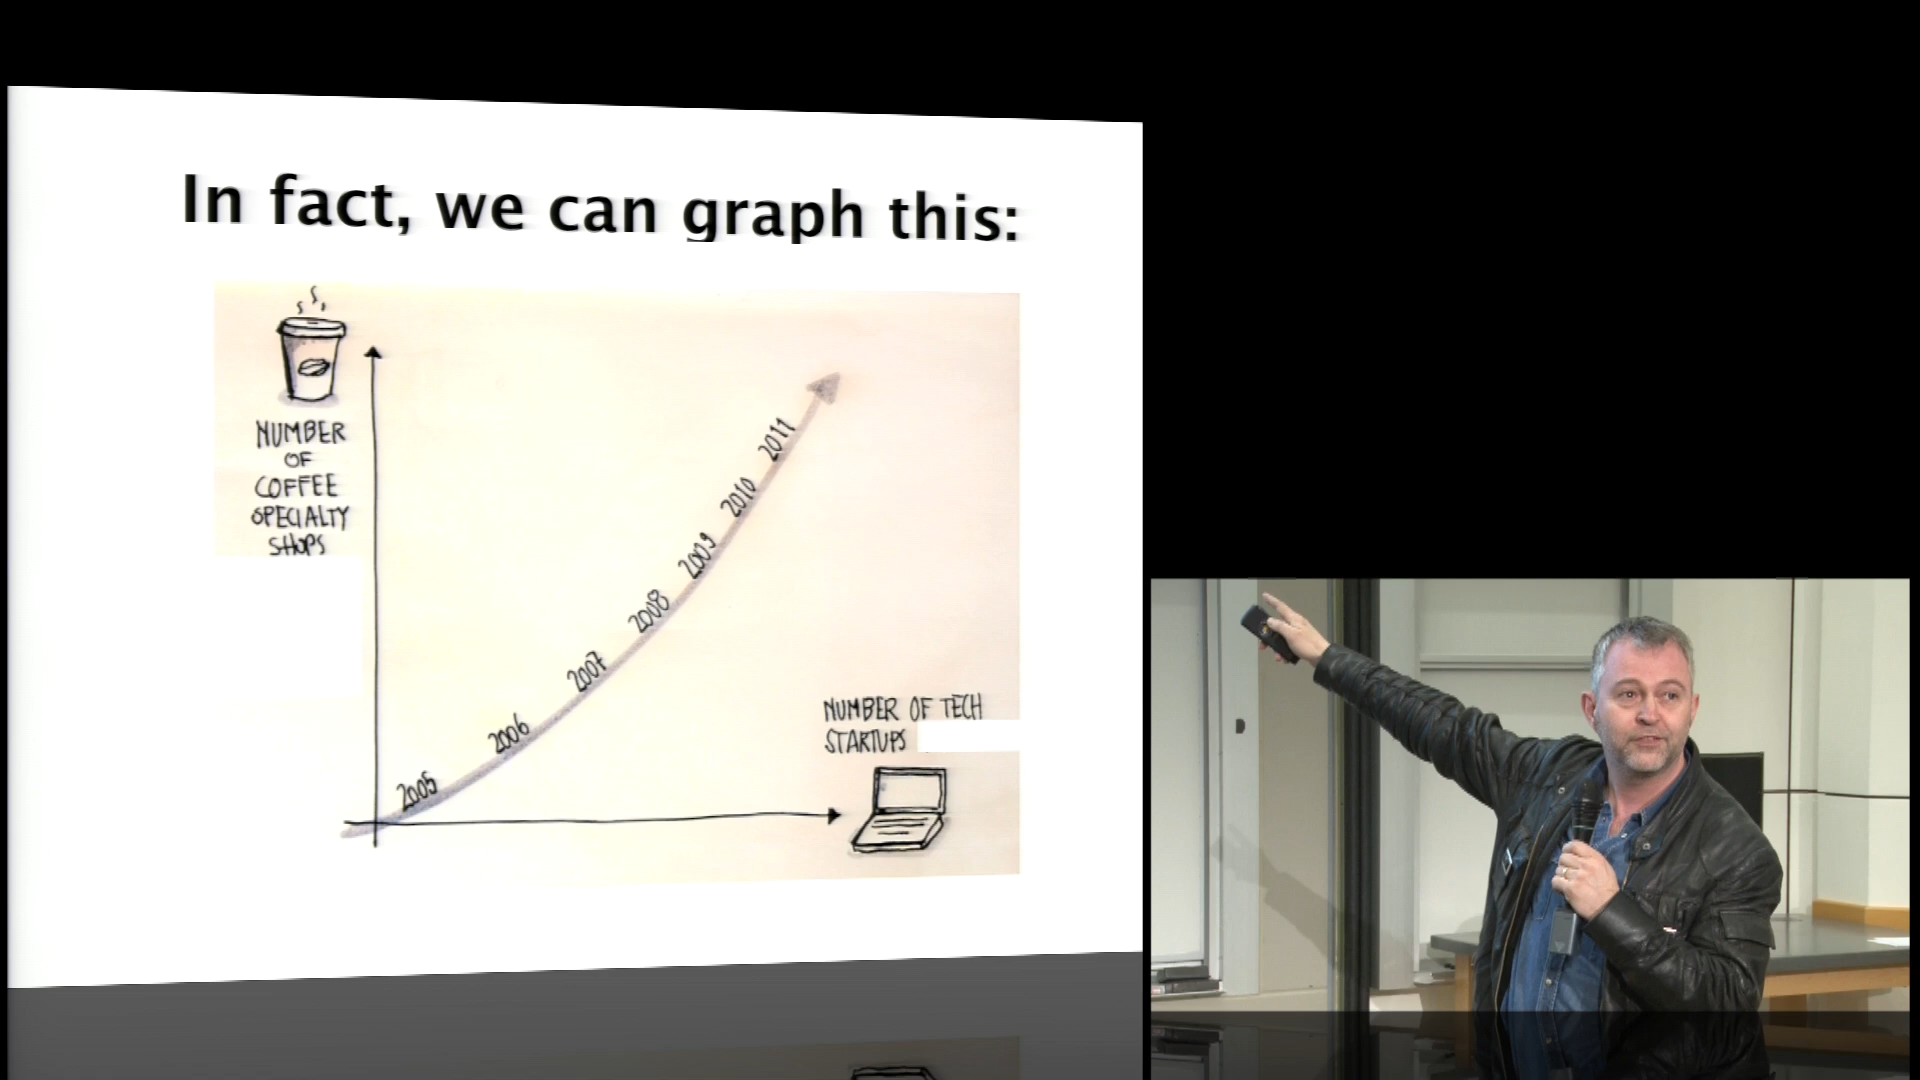 In fact, we can graph this:
NUMBER
OF
COFFEE
SPECIALTY
SHOPS
2011
2010
2009
2008
2007
2006
2005
NUMBER OF TECH
STARTUPS